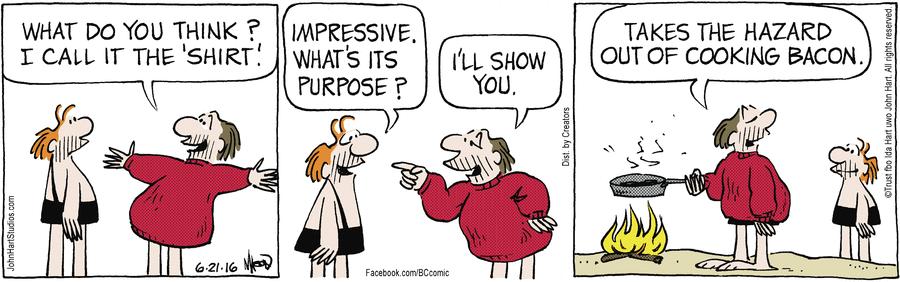 WHAT DO YOU THINK?
I CALL IT THE 'SHIRT'.
IMPRESSIVE.
WHAT'S ITS
PURPOSE?
I'LL SHOW
YOU.
TAKES THE HAZARD
OUT OF COOKING BACON.
JohnHartStudios.com
6·21·16
Facebook.com/BCcomic
Dist. by Creators
©Trust fbo Ida Hart uwo John Hart. All rights reserved.